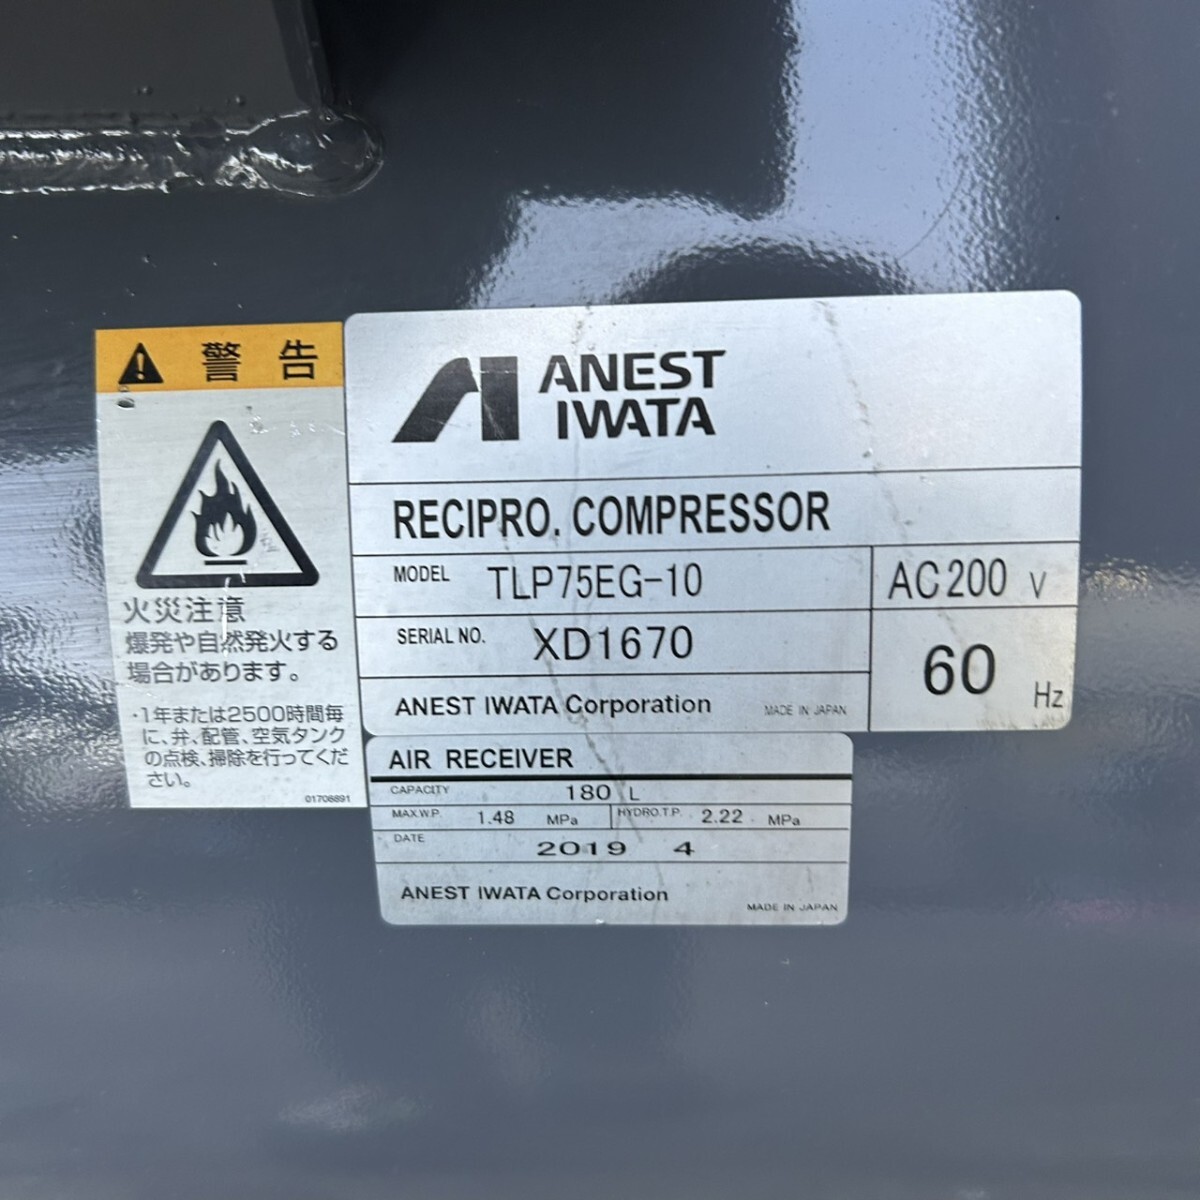 警告
火災注意
爆発や自然発火する
場合があります。
・1年または2500時間毎
に、弁、配管、空気タンク
の点検、掃除を行ってくだ
さい。
01706891
ANEST
IWATA
RECIPRO. COMPRESSOR
MODEL TLP75EG-10 AC200 V
SERIAL NO. XD1670
60 Hz
ANEST IWATA Corporation MADE IN JAPAN
AIR RECEIVER
CAPACITY 180 L
MAX.W.P. 1.48 MPa HYDRO.T.P. 2.22 MPa
DATE 2019 4
ANEST IWATA Corporation MADE IN JAPAN